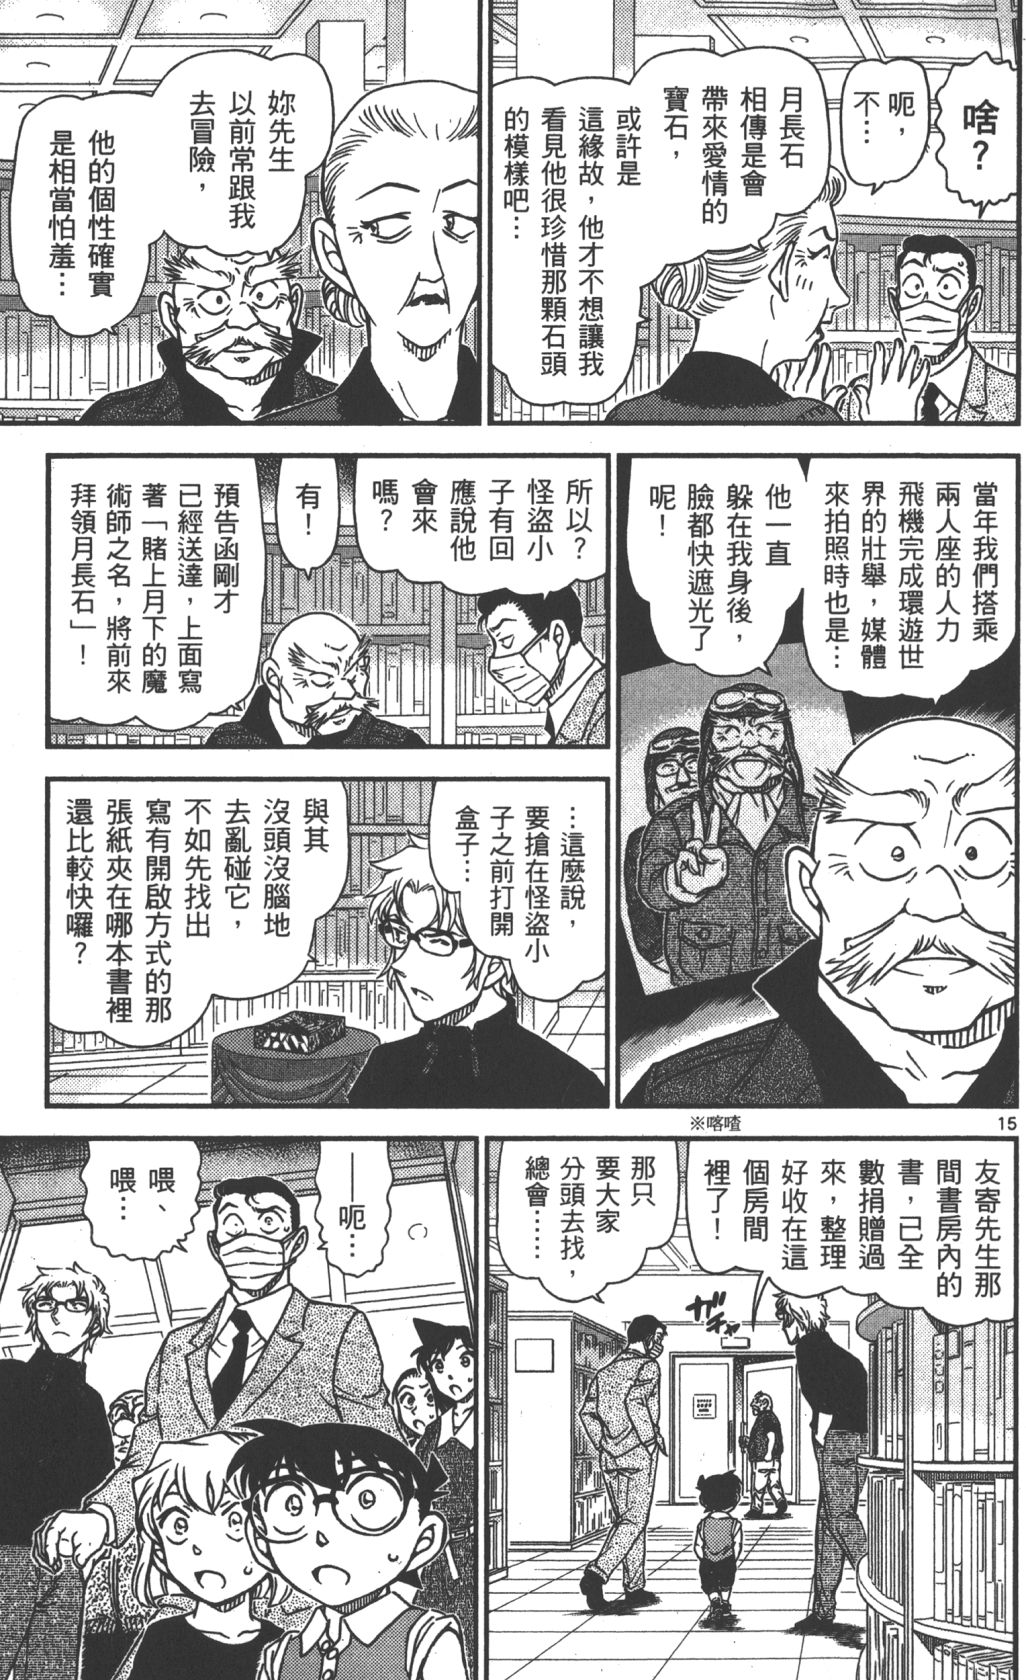 啥？
呃，
不…
月長石
相傳是會
帶來愛情的
寶石，
或許是
這緣故，他才不想讓我
看見他很珍惜那顆石頭
的模樣吧…
妳先生
以前常跟我
去冒險，
他的個性確實
是相當怕羞…
當年我們搭乘
兩人座的人力
飛機完成環遊世
界的壯舉，媒體
來拍照時也是…
他一直
躲在我身後，
臉都快遮光了
呢！
所以？
怪盜小
子有回
應說他
會來
嗎？
有！
預告函剛才
已經送達，上面寫
著「賭上月下的魔
術師之名，將前來
拜領月長石」！
…這麼說，
要搶在怪盜小
子之前打開
盒子…
與其
沒頭沒腦地
去亂碰它，
不如先找出
寫有開啟方式的那
張紙夾在哪本書裡
還比較快囉？
※喀喳
15
友寄先生那
間書房內的
書，已全
數捐贈過
來，整理
好收在這
個房間
裡了！
那只
要大家
分頭去找，
總會……
ガチャ
——呃…
喂、
喂…